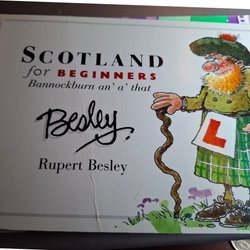 SCOTLAND
for BEGINNERS
Bannockburn an' a' that
Besley
Rupert Besley
L